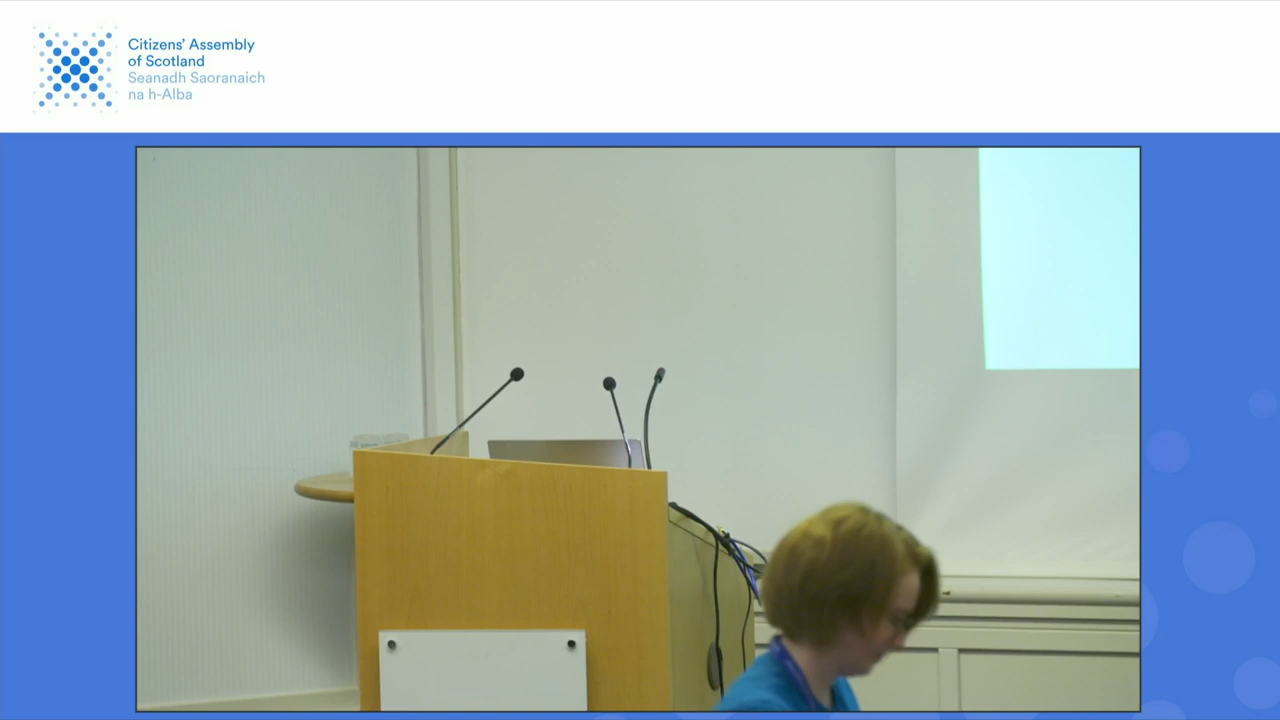 Citizens’ Assembly
of Scotland
Seanadh Saoranaich
na h-Alba